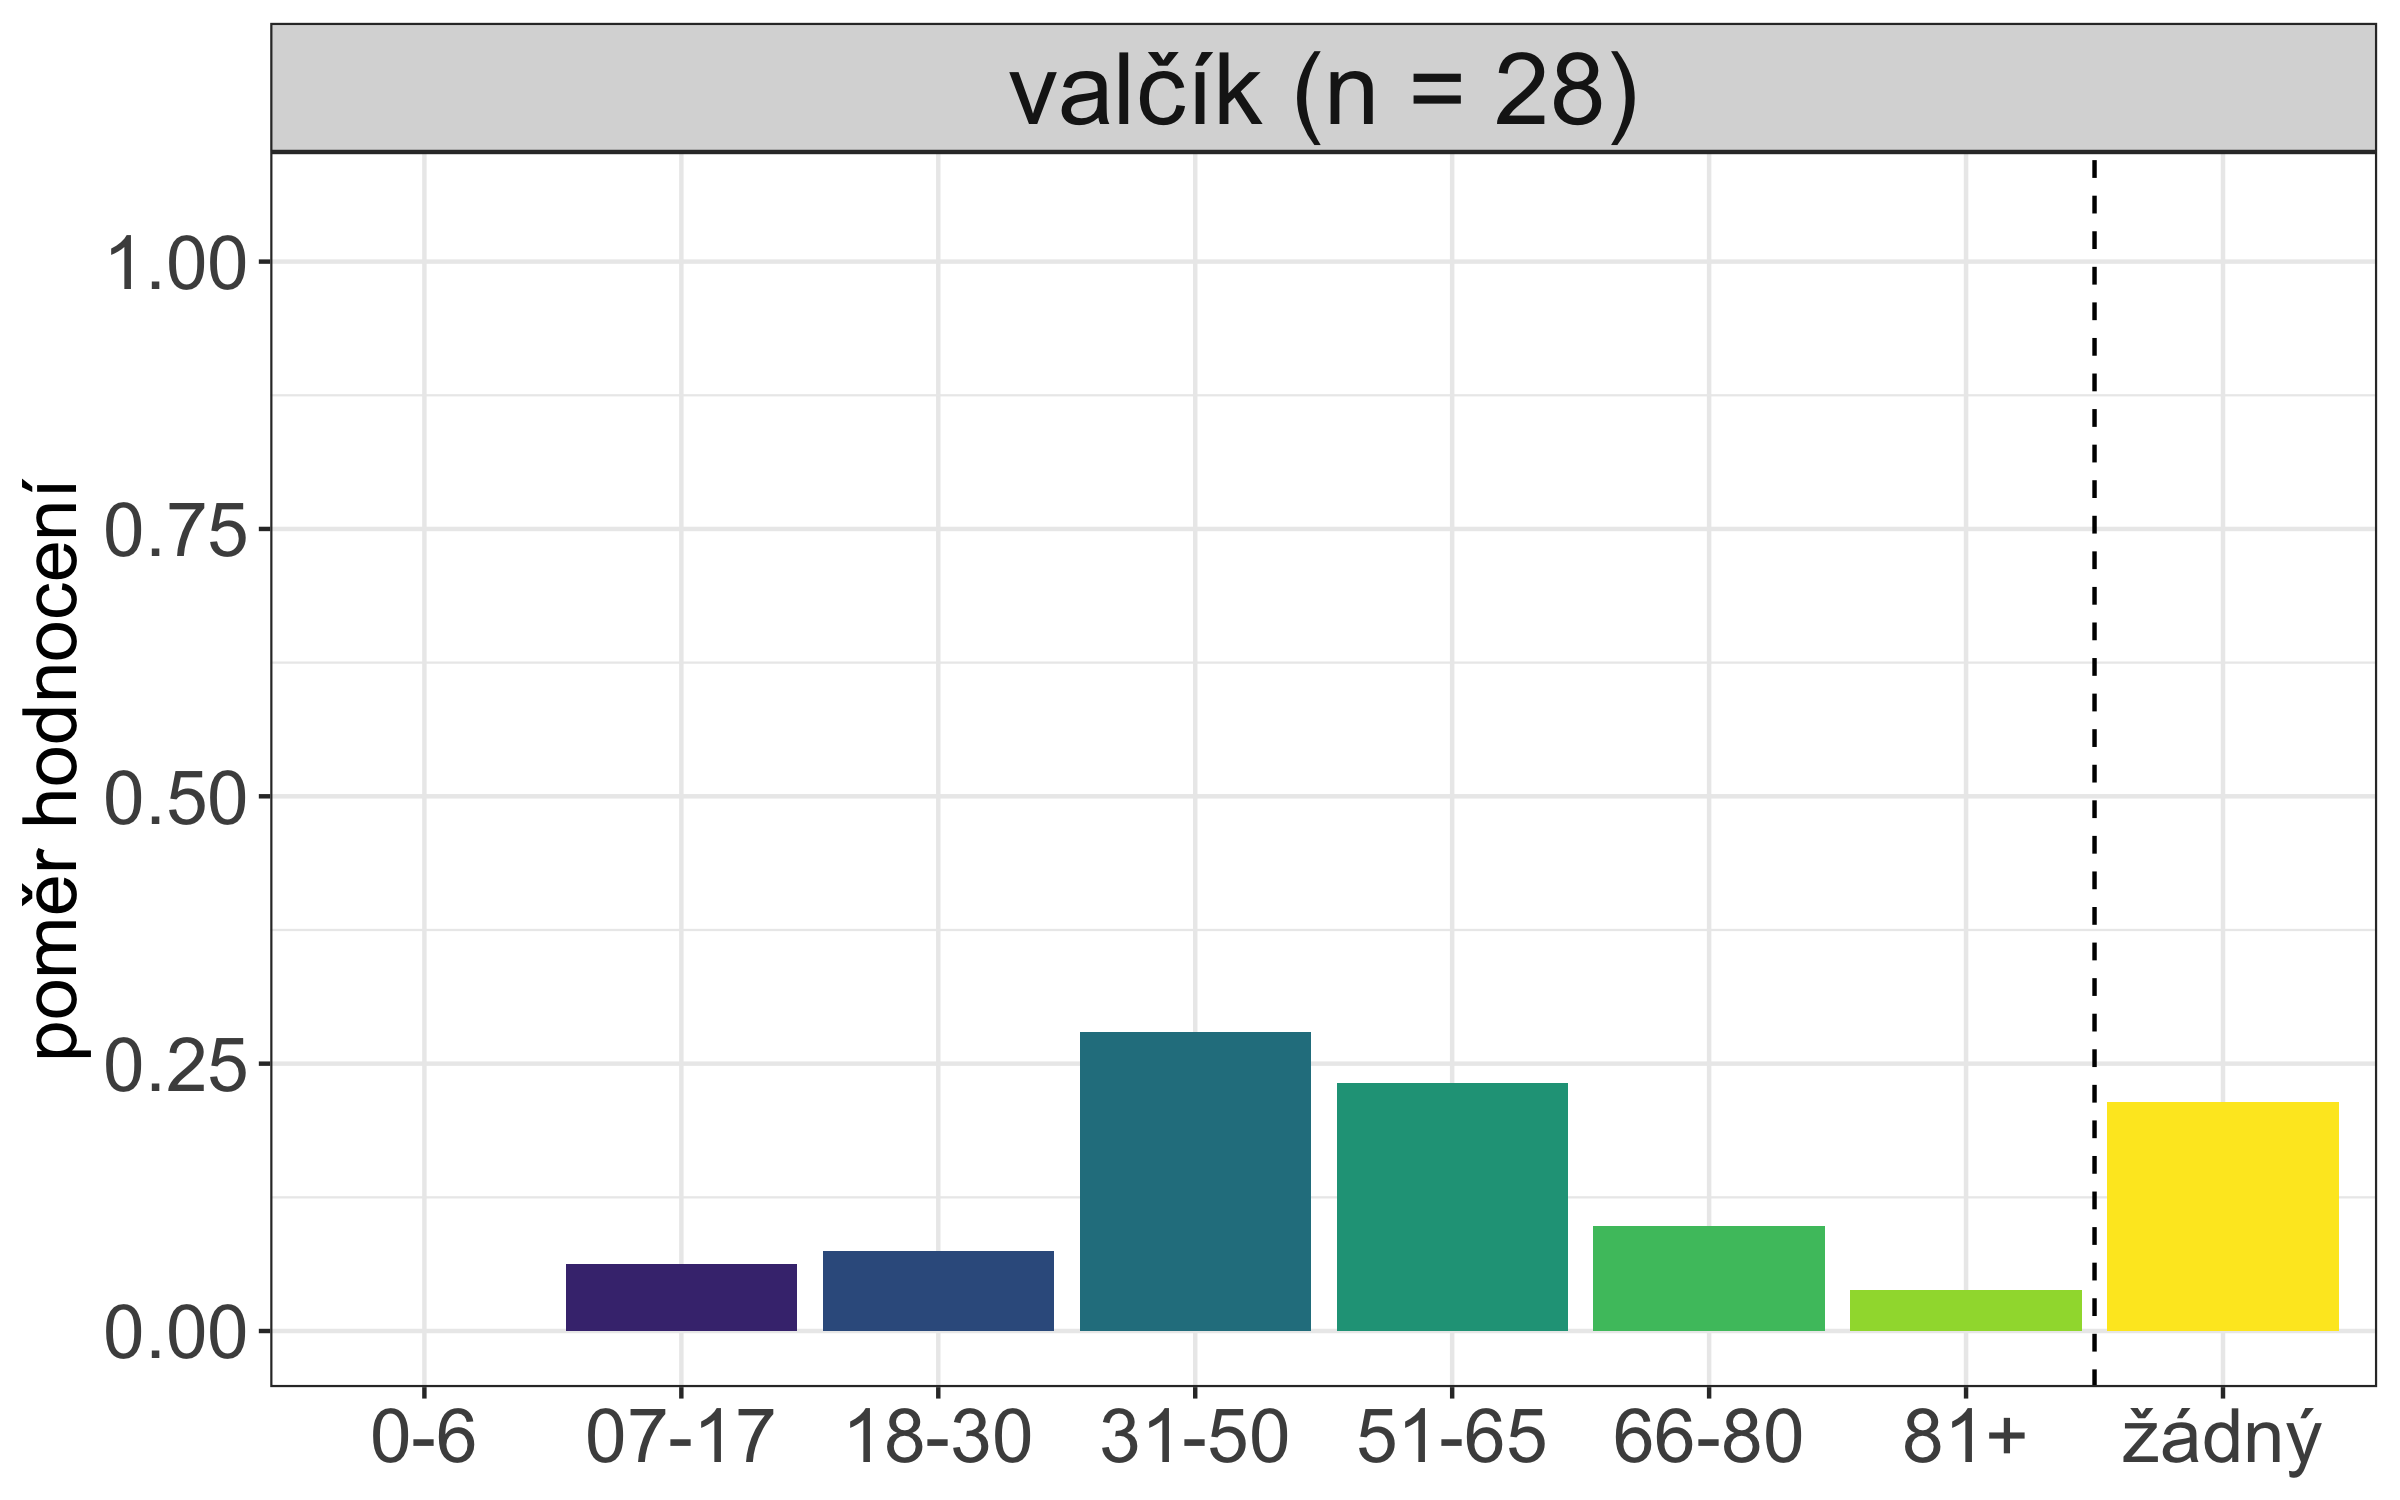 valčík (n = 28)
poměr hodnocení
1.00
0.75
0.50
0.25
0.00
0-6 07-17 18-30 31-50 51-65 66-80 81+ žádný